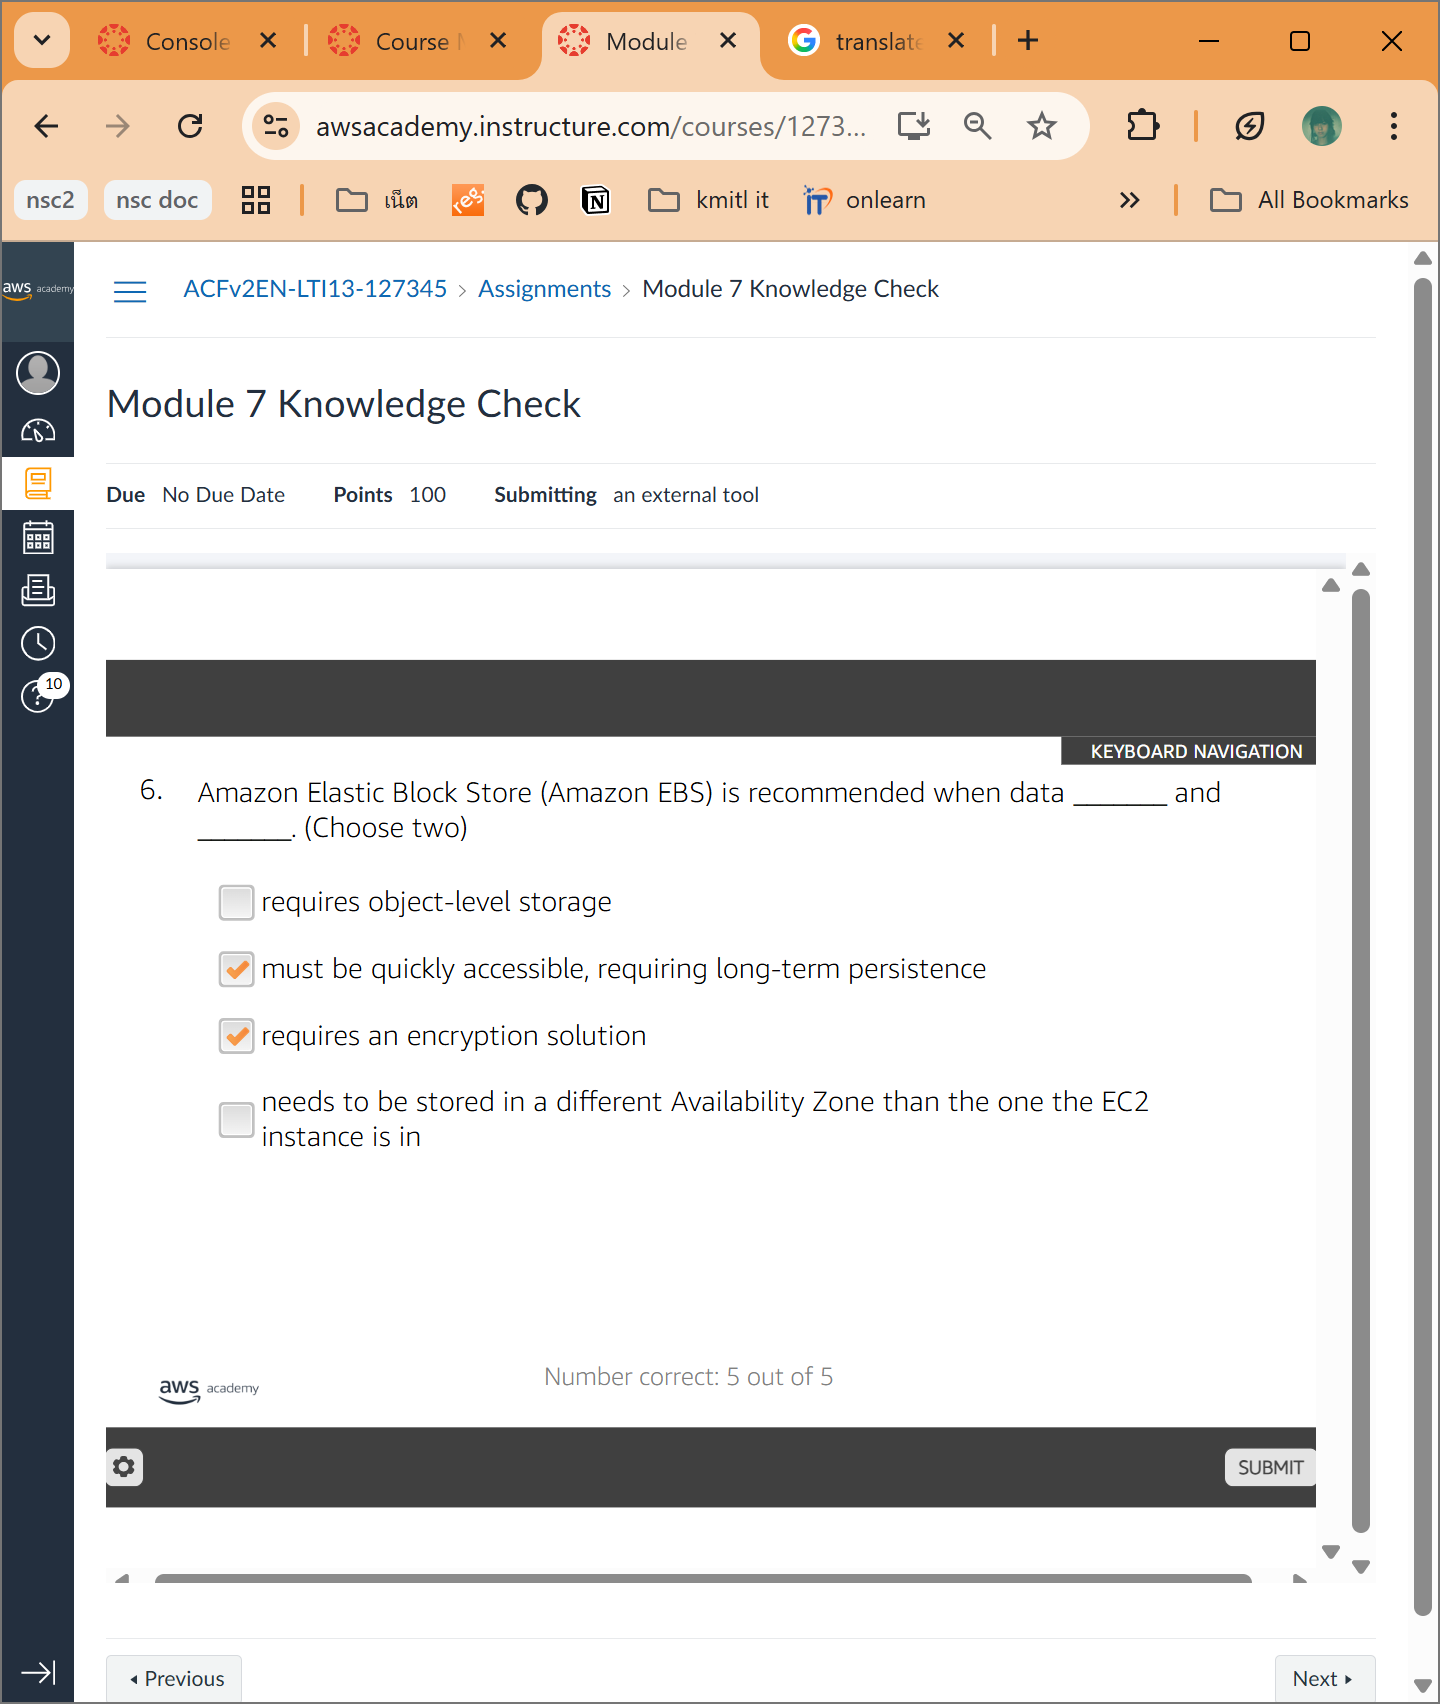 Console
Course
Module
translate
awsacademy.instructure.com/courses/1273...
nsc2
nsc doc
เน็ต
reg.
kmitl it
iT
onlearn
All Bookmarks
aws academy
ACFv2EN-LTI13-127345 › Assignments › Module 7 Knowledge Check
Module 7 Knowledge Check
Due No Due Date Points 100 Submitting an external tool
10
KEYBOARD NAVIGATION
6. Amazon Elastic Block Store (Amazon EBS) is recommended when data _______ and
_______. (Choose two)
requires object-level storage
must be quickly accessible, requiring long-term persistence
requires an encryption solution
needs to be stored in a different Availability Zone than the one the EC2
instance is in
Number correct: 5 out of 5
aws academy
SUBMIT
Previous
Next